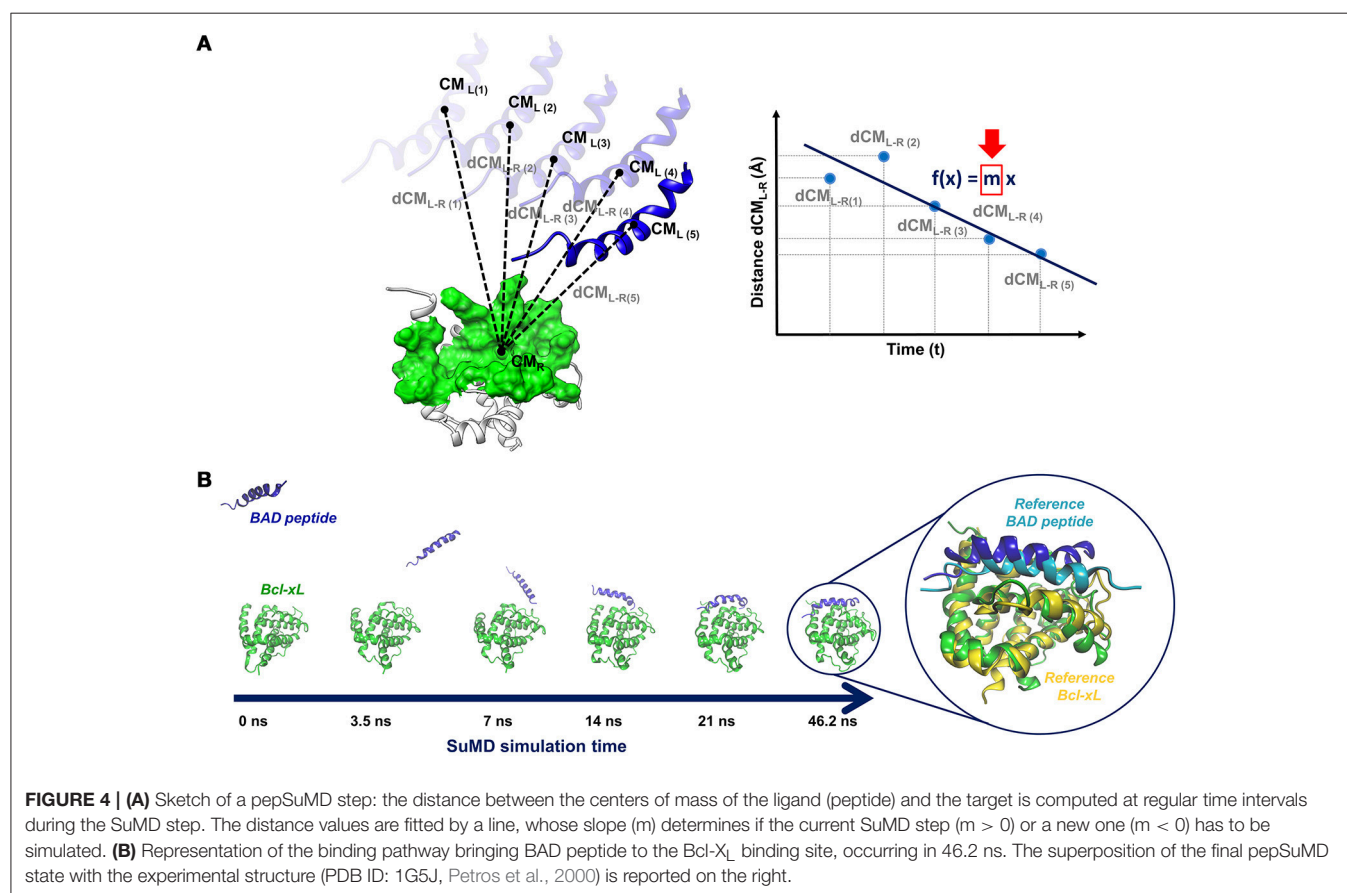 A
CM L(1)
CM L (2)
CM L(3)
CM L (4)
CM L (5)
dCM L-R (1)
dCM L-R (2)
dCM L-R (3)
dCM L-R (4)
dCM L-R(5)
CM R
Distance dCM L-R (Å)
dCM L-R(1)
dCM L-R (2)
f(x) = m x
dCM L-R (3)
dCM L-R (4)
dCM L-R (5)
Time (t)
B
BAD peptide
Bcl-xL
0 ns 3.5 ns 7 ns 14 ns 21 ns 46.2 ns
SuMD simulation time
Reference
BAD peptide
Reference
Bcl-xL
FIGURE 4 | (A) Sketch of a pepSuMD step: the distance between the centers of mass of the ligand (peptide) and the target is computed at regular time intervals
during the SuMD step. The distance values are fitted by a line, whose slope (m) determines if the current SuMD step (m > 0) or a new one (m < 0) has to be
simulated. (B) Representation of the binding pathway bringing BAD peptide to the Bcl-XL binding site, occurring in 46.2 ns. The superposition of the final pepSuMD
state with the experimental structure (PDB ID: 1G5J, Petros et al., 2000) is reported on the right.